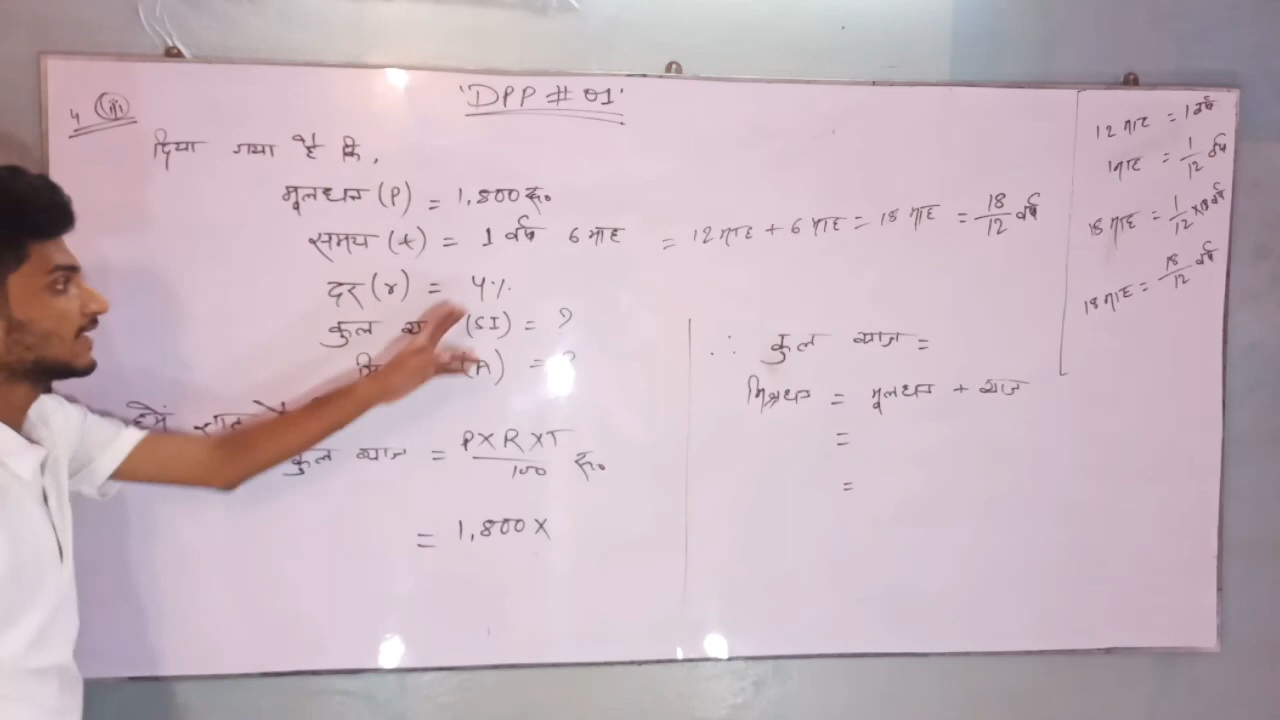 'DPP # 01'
4 (iii)
दिया गया है कि,
मूलधन (P) = 1,800 रू०
समय (t) = 1 वर्ष 6 माह = 12 माह + 6 माह = 18 माह = 18/12 वर्ष
दर (r) = 4%
कुल (SI) = ?
(A) = ?
हमें ज्ञात है
कुल ब्याज = P×R×T/100 रू०
= 1,800 ×
∴ कुल ब्याज =
मिश्रधन = मूलधन + ब्याज
=
=
12 माह = 1 वर्ष
1 माह = 1/12 वर्ष
18 माह = 1/12 × 18 वर्ष
18 माह = 18/12 वर्ष